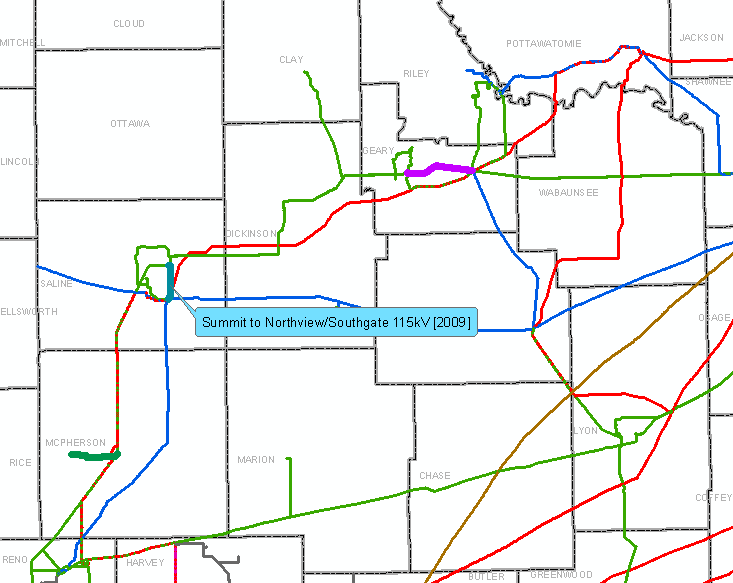 CLOUD
JACKSON
MITCHELL
POTTAWATOMIE
CLAY
RILEY
SHAWNEE
OTTAWA
GEARY
LINCOLN
WABAUNSEE
DICKINSON
SALINE
ELLSWORTH
OSAGE
Summit to Northview/Southgate 115kV [2009]
LYON
MCPHERSON
MARION
RICE
CHASE
COFFEY
RENO
HARVEY
BUTLER
GREENWOOD